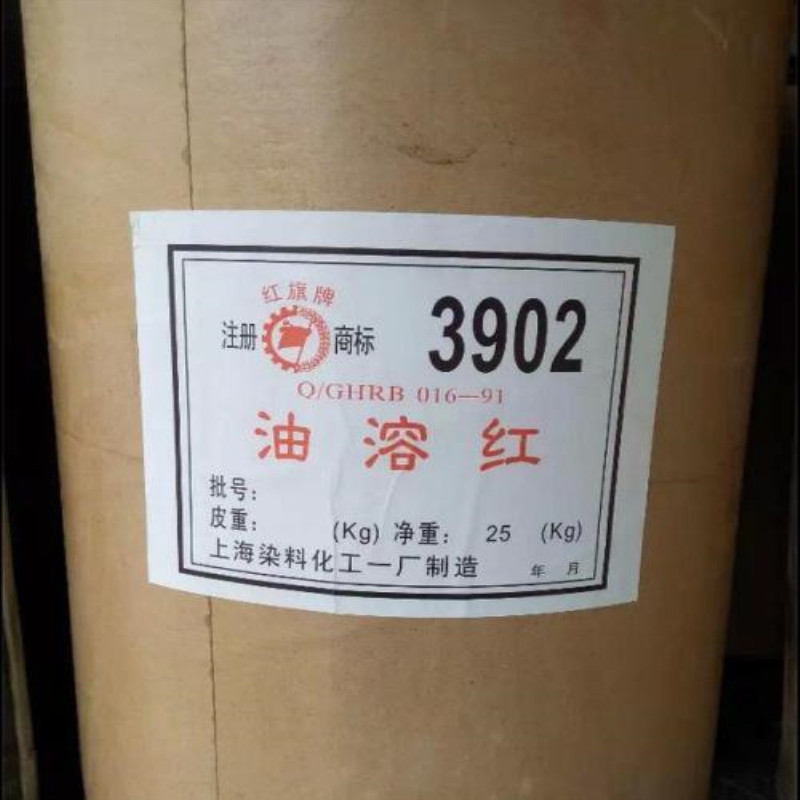 红旗牌
注册 商标 3902
Q/GHRB 016—91
油溶红
批号：
皮重： (Kg) 净重： 25 (Kg)
上海染料化工一厂制造 年 月